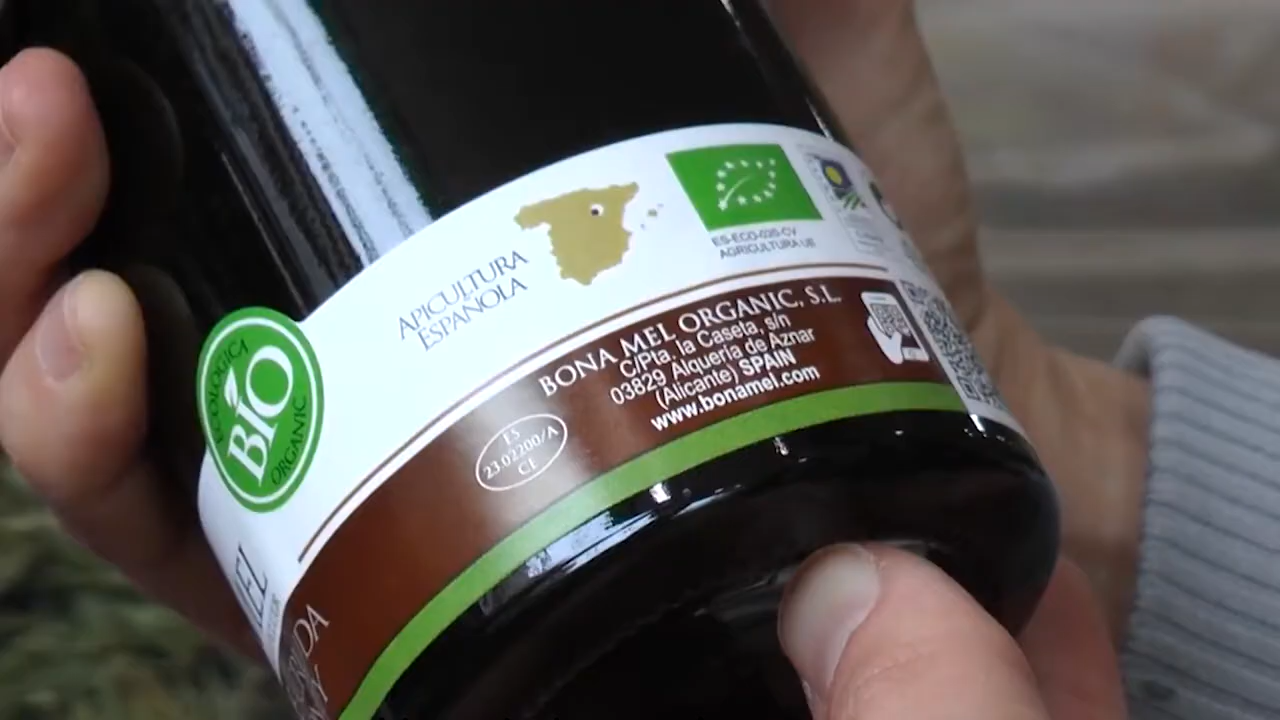 APICULTURA
ESPAÑOLA
ES-ECO-020-CV
AGRICULTURA UE
ECOLÓGICA
BIO
ORGANIC
BONA MEL ORGANIC, S.L.
C/Pta. la Caseta, s/n
03829 Alquería de Aznar
(Alicante) SPAIN
www.bonamel.com
ES
23.02200/A
CE